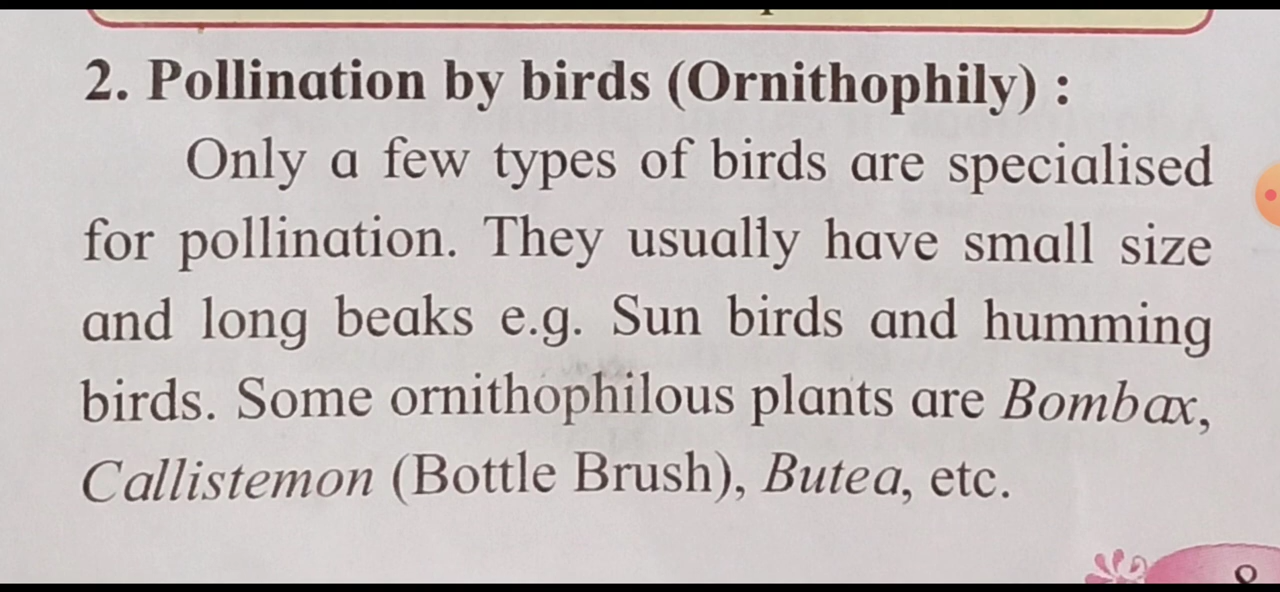 2. Pollination by birds (Ornithophily) :
Only a few types of birds are specialised
for pollination. They usually have small size
and long beaks e.g. Sun birds and humming
birds. Some ornithophilous plants are Bombax,
Callistemon (Bottle Brush), Butea, etc.